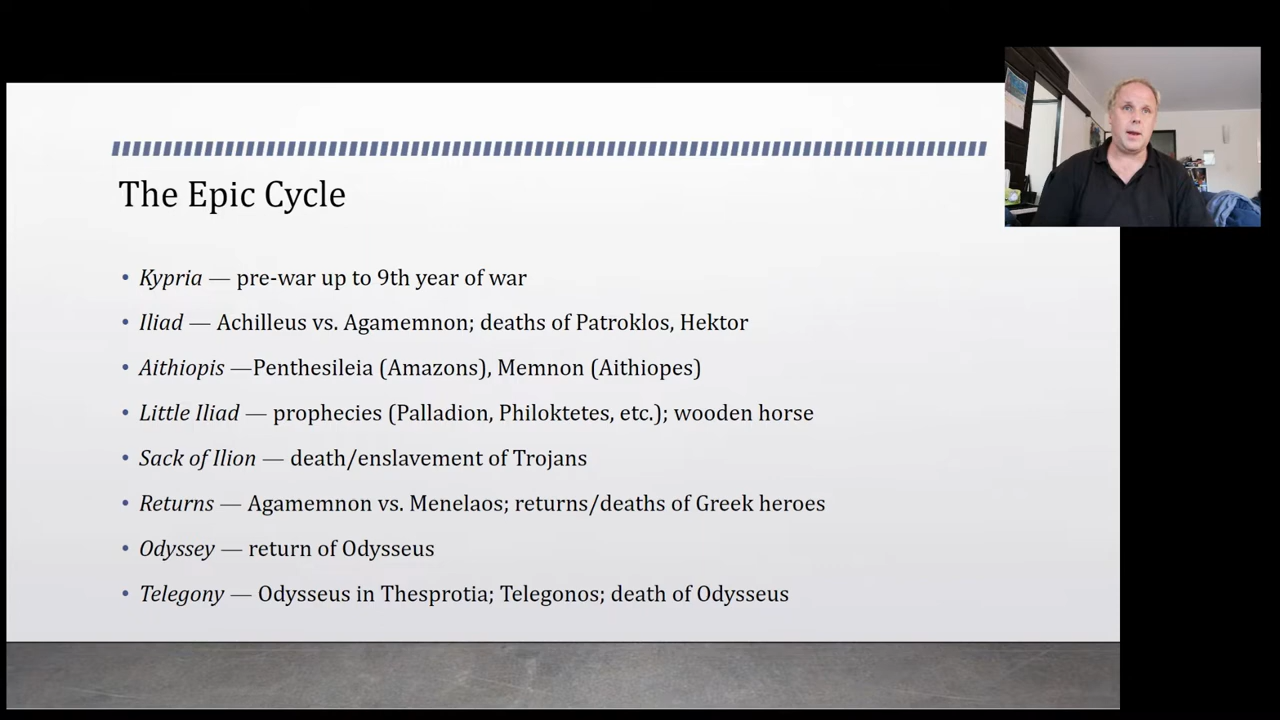 The Epic Cycle
• Kypria — pre-war up to 9th year of war
• Iliad — Achilleus vs. Agamemnon; deaths of Patroklos, Hektor
• Aithiopis —Penthesileia (Amazons), Memnon (Aithiopes)
• Little Iliad — prophecies (Palladion, Philoktetes, etc.); wooden horse
• Sack of Ilion — death/enslavement of Trojans
• Returns — Agamemnon vs. Menelaos; returns/deaths of Greek heroes
• Odyssey — return of Odysseus
• Telegony — Odysseus in Thesprotia; Telegonos; death of Odysseus